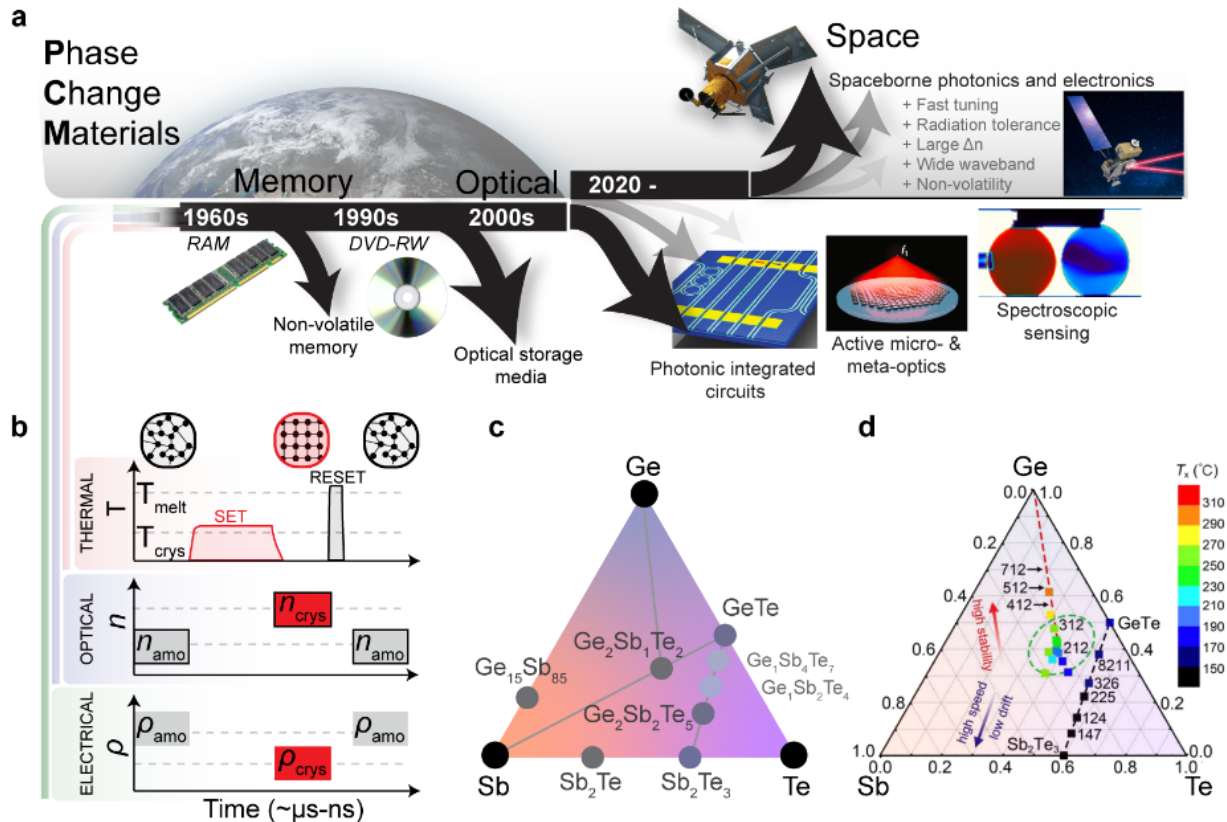 a
Phase
Change
Materials
Space
Spaceborne photonics and electronics
+ Fast tuning
+ Radiation tolerance
+ Large Δn
+ Wide waveband
+ Non-volatility
Memory
Optical
2020 -
1960s
1990s
2000s
RAM
DVD-RW
f1
Non-volatile
memory
Optical storage
media
Photonic integrated
circuits
Active micro- &
meta-optics
Spectroscopic
sensing
b
THERMAL
T
Tmelt
Tcrys
SET
RESET
OPTICAL
n
namo
ncrys
namo
ELECTRICAL
ρ
ρamo
ρcrys
ρamo
Time (~µs-ns)
c
Ge
GeTe
Ge2Sb1Te2
Ge15Sb85
Ge1Sb4Te7
Ge1Sb2Te4
Ge2Sb2Te5
Sb
Sb2Te
Sb2Te3
Te
d
Ge
0.0
1.0
0.2
0.8
712
512
412
0.4
0.6
GeTe
312
212
high stability
0.6
0.4
8211
326
225
high speed
low drift
0.8
0.2
124
147
Sb2Te3
1.0
0.0
0.0
0.2
0.4
0.6
0.8
1.0
Sb
Te
Tx (°C)
310
290
270
250
230
210
190
170
150